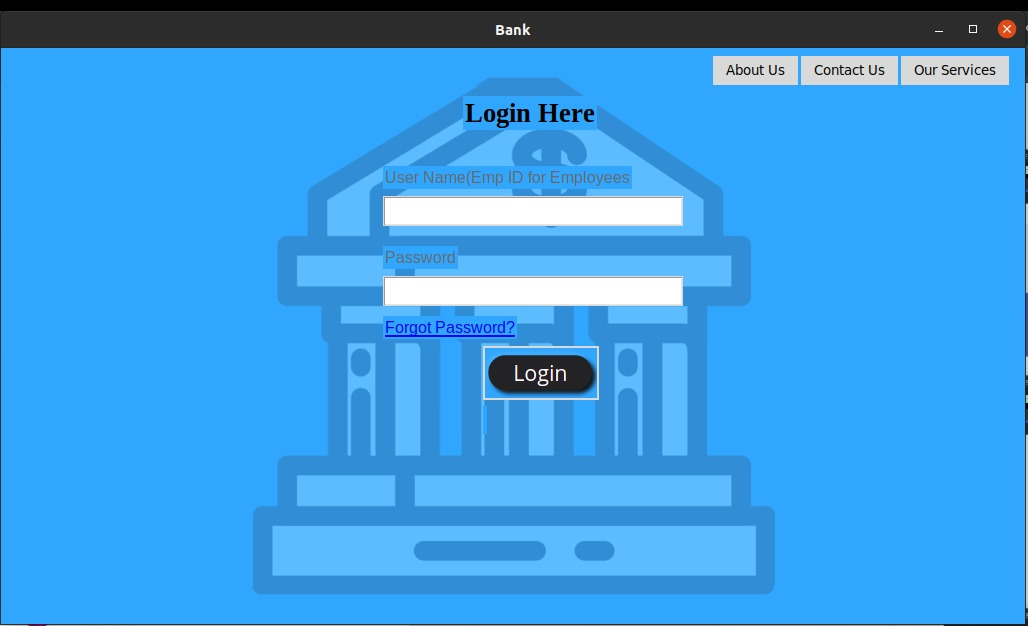 Bank
About Us Contact Us Our Services
Login Here
$
User Name(Emp ID for Employees
Password
Forgot Password?
Login